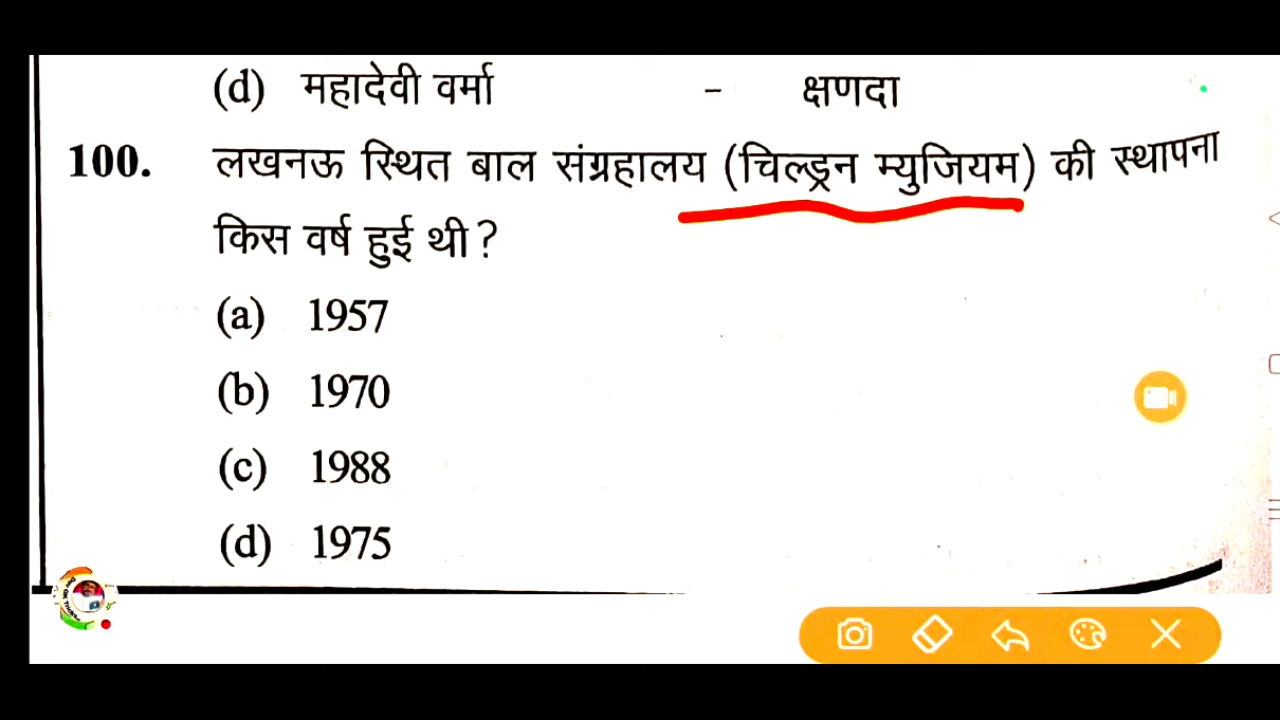 (d) महादेवी वर्मा - क्षणदा
100. लखनऊ स्थित बाल संग्रहालय (चिल्ड्रन म्युजियम) की स्थापना
किस वर्ष हुई थी?
(a) 1957
(b) 1970
(c) 1988
(d) 1975